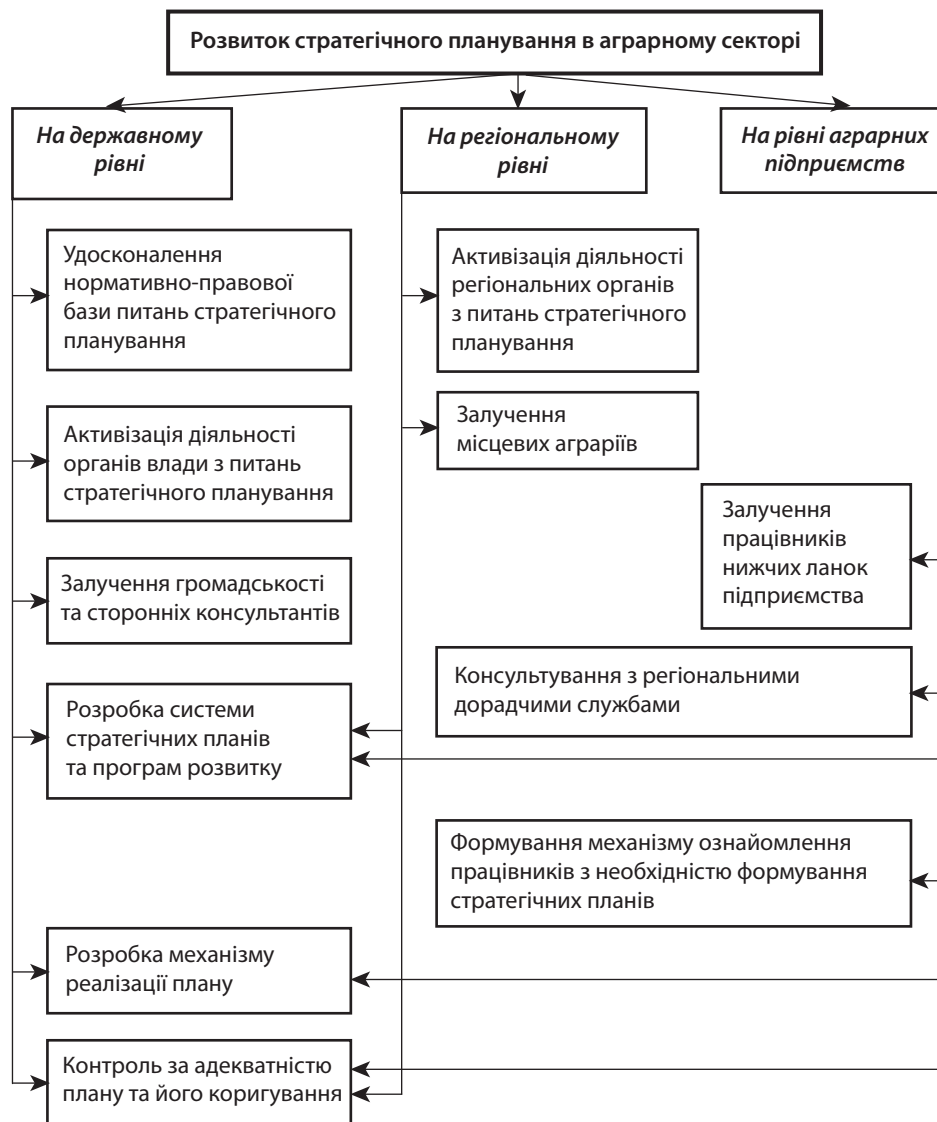 Розвиток стратегічного планування в аграрному секторі
На державному
рівні
На регіональному
рівні
На рівні аграрних
підприємств
Удосконалення
нормативно-правової
бази питань стратегічного
планування
Активізація діяльності
регіональних органів
з питань стратегічного
планування
Залучення
місцевих аграріїв
Активізація діяльності
органів влади з питань
стратегічного планування
Залучення
працівників
нижчих ланок
підприємства
Залучення громадськості
та сторонніх консультантів
Консультування з регіональними
дорадчими службами
Розробка системи
стратегічних планів
та програм розвитку
Формування механізму ознайомлення
працівників з необхідністю формування
стратегічних планів
Розробка механізму
реалізації плану
Контроль за адекватністю
плану та його коригування